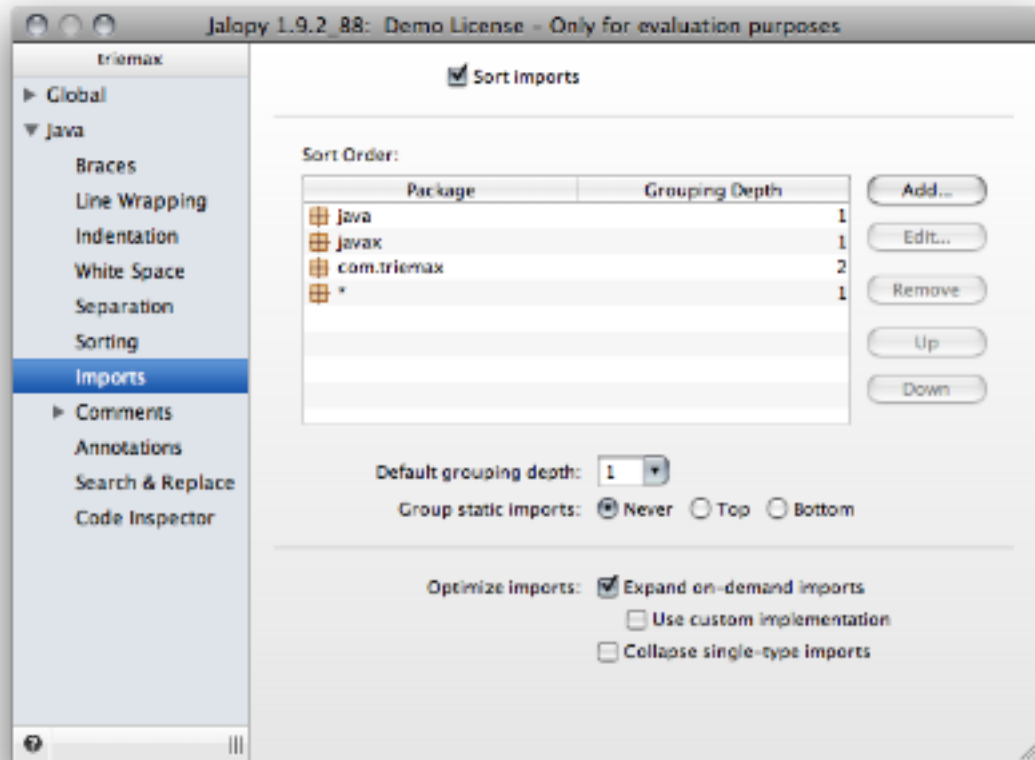 Jalopy 1.9.2_88: Demo License – Only for evaluation purposes
triemax
Global
Java
Braces
Line Wrapping
Indentation
White Space
Separation
Sorting
Imports
Comments
Annotations
Search & Replace
Code Inspector
Sort imports
Sort Order:
Package Grouping Depth
java 1
javax 1
com.triemax 2
* 1
Add...
Edit...
Remove
Up
Down
Default grouping depth: 1
Group static imports: Never Top Bottom
Optimize imports: Expand on-demand imports
Use custom implementation
Collapse single-type imports
?